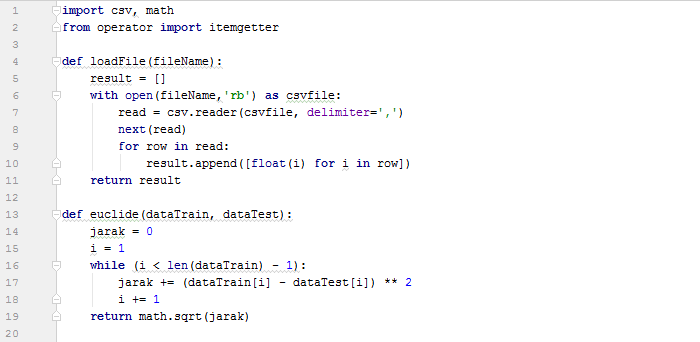 1 import csv, math
2 from operator import itemgetter
3
4 def loadFile(fileName):
5     result = []
6     with open(fileName,'rb') as csvfile:
7         read = csv.reader(csvfile, delimiter=',')
8         next(read)
9         for row in read:
10             result.append([float(i) for i in row])
11     return result
12
13 def euclide(dataTrain, dataTest):
14     jarak = 0
15     i = 1
16     while (i < len(dataTrain) - 1):
17         jarak += (dataTrain[i] - dataTest[i]) ** 2
18         i += 1
19     return math.sqrt(jarak)
20